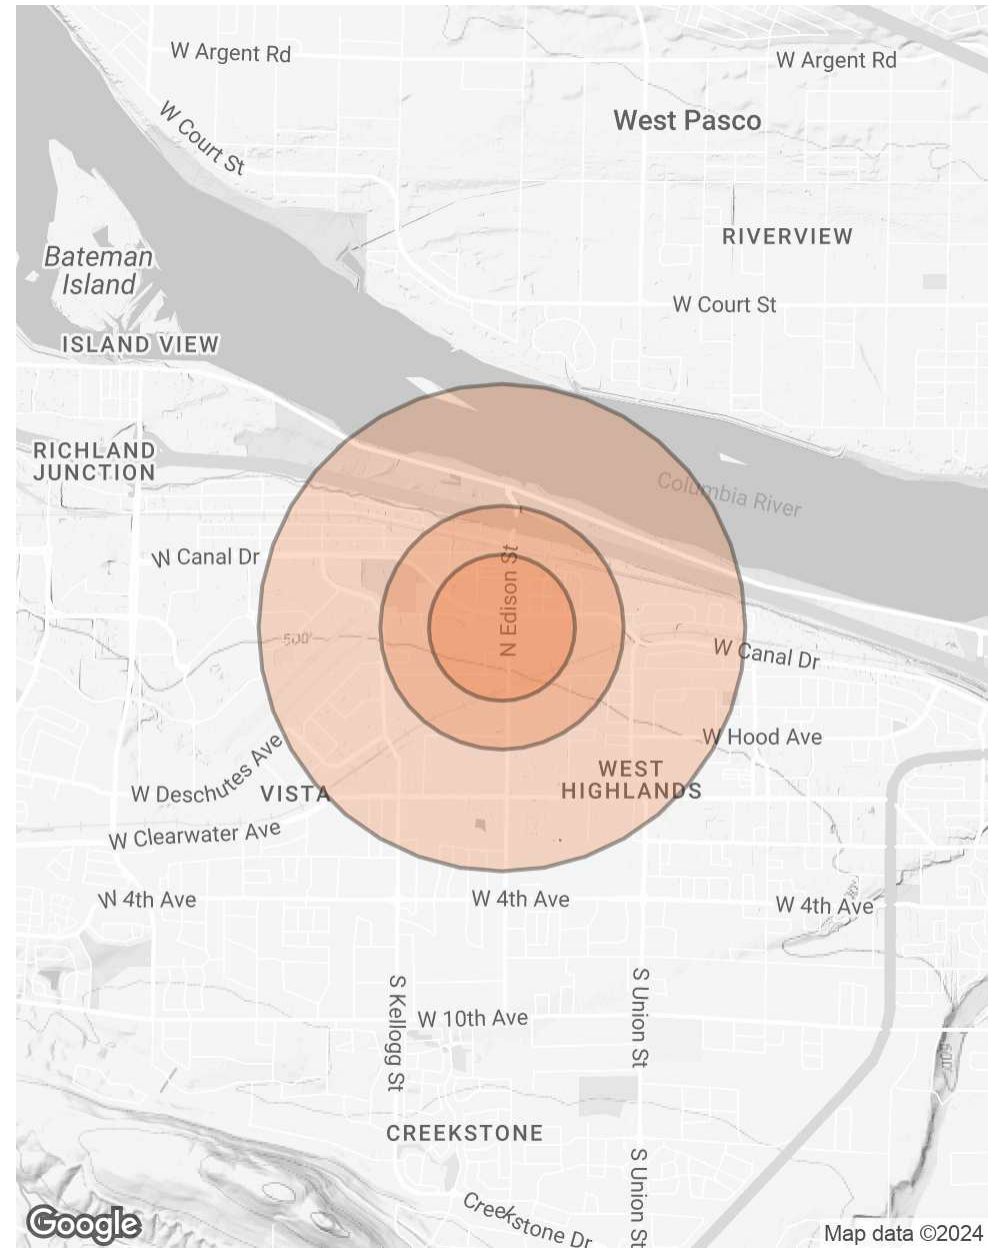 W Argent Rd
W Argent Rd
W Court St
West Pasco
RIVERVIEW
Bateman
Island
W Court St
ISLAND VIEW
RICHLAND
JUNCTION
Columbia River
W Canal Dr
N Edison St
500'
W Canal Dr
W Hood Ave
W Deschutes Ave
VISTA
WEST
HIGHLANDS
W Clearwater Ave
W 4th Ave
W 4th Ave
W 4th Ave
S Kellogg St
S Union St
W 10th Ave
CREEKSTONE
S Union St
Creekstone Dr
Google
Map data ©2024